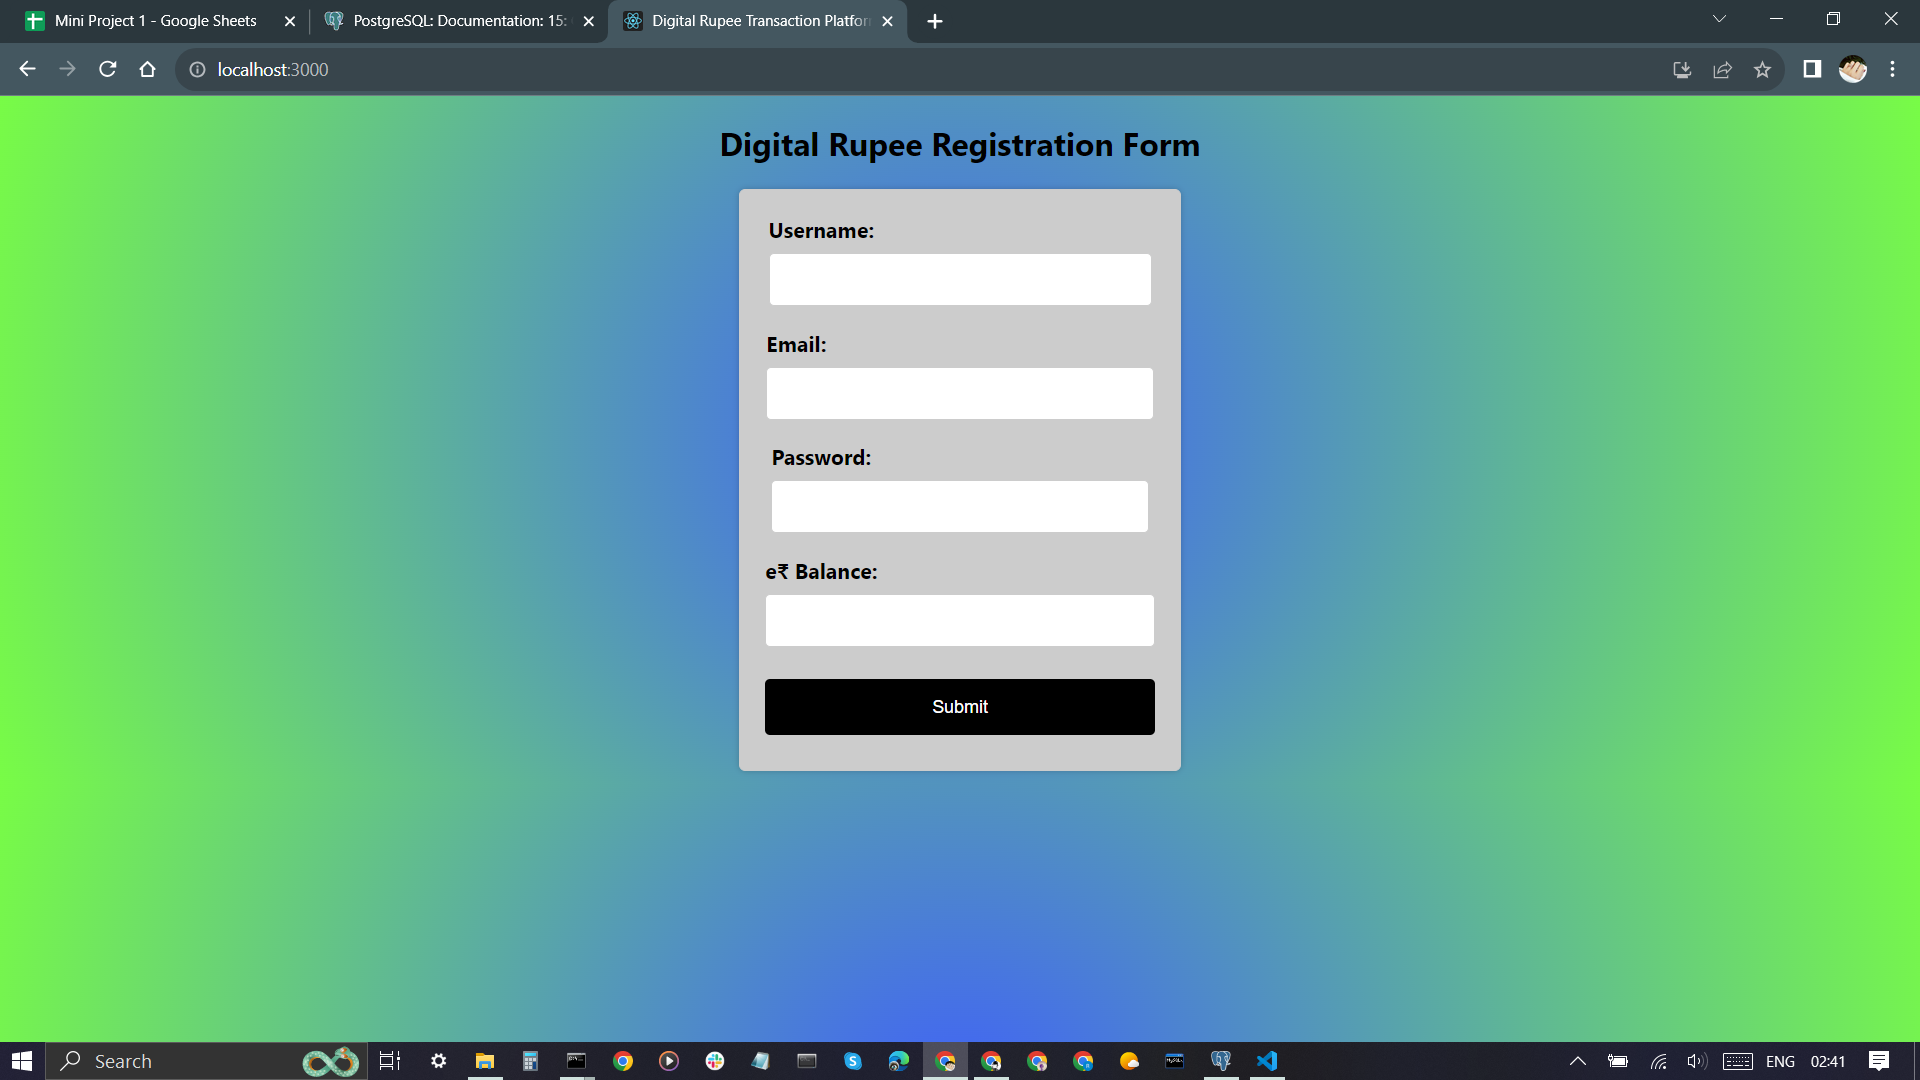 Mini Project 1 - Google Sheets
PostgreSQL: Documentation: 15:
Digital Rupee Transaction Platfor
localhost:3000
Digital Rupee Registration Form
Username:
Email:
Password:
e₹ Balance:
Submit
Search
ENG
02:41